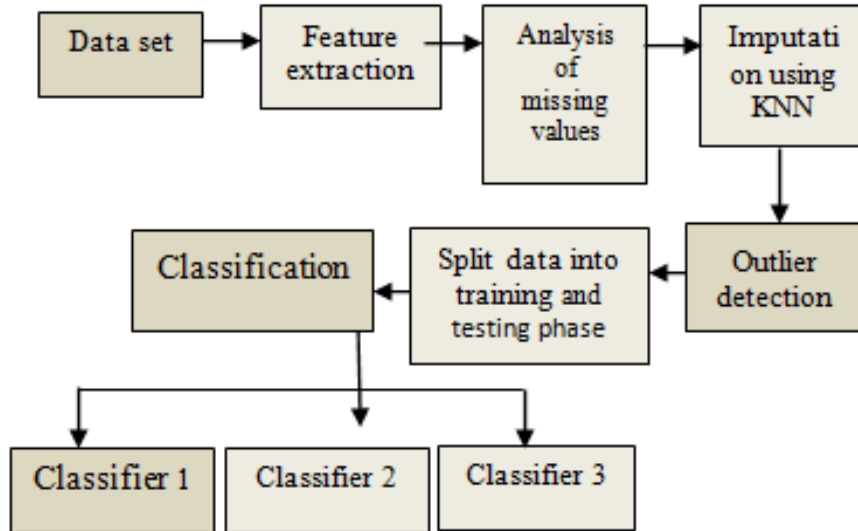 Data set
Feature
extraction
Analysis
of
missing
values
Imputati
on using
KNN
Outlier
detection
Split data into
training and
testing phase
Classification
Classifier 1
Classifier 2
Classifier 3